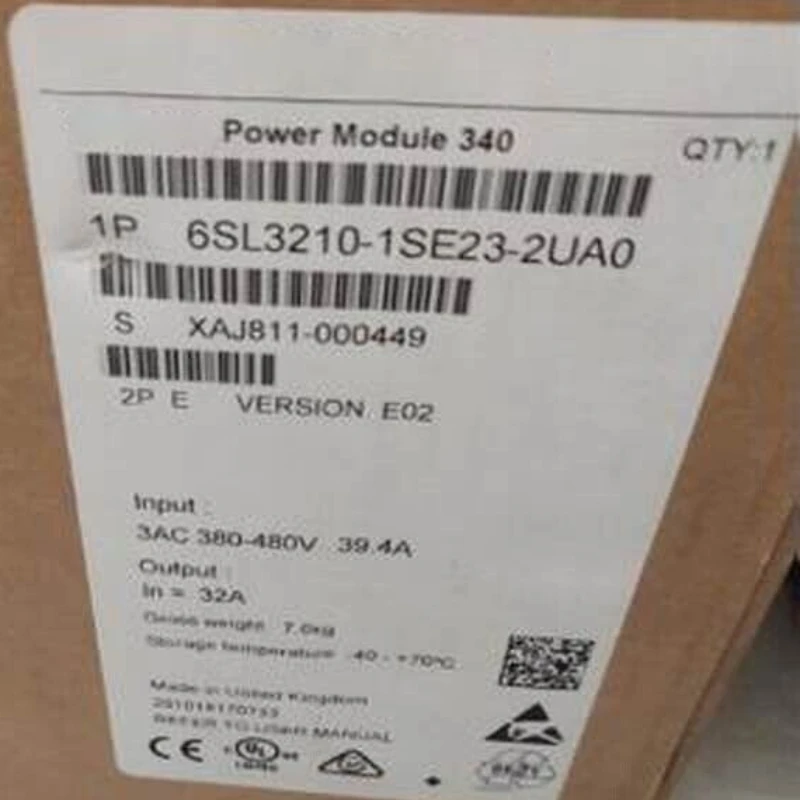 Power Module 340
QTY:1
1P 6SL3210-1SE23-2UA0
S XAJ811-000449
2P E VERSION E02
Input :
3AC 380-480V 39.4A
Output :
In = 32A
Gross weight 7.0kg
Storage temperature -40 - +70°C
Made in United Kingdom
REFER TO USER MANUAL
CE
UL